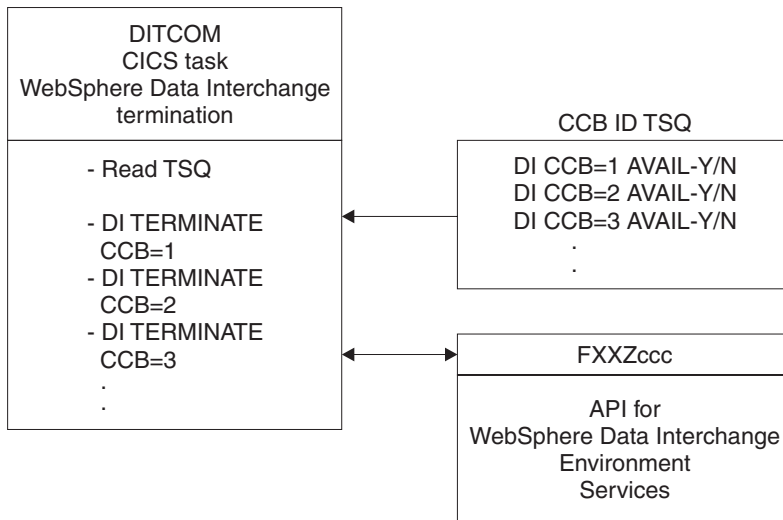 DITCOM
CICS task
WebSphere Data Interchange
termination
- Read TSQ
- DI TERMINATE
CCB=1
- DI TERMINATE
CCB=2
- DI TERMINATE
CCB=3
.
.
CCB ID TSQ
DI CCB=1 AVAIL-Y/N
DI CCB=2 AVAIL-Y/N
DI CCB=3 AVAIL-Y/N
.
.
FXXZccc
API for
WebSphere Data Interchange
Environment
Services